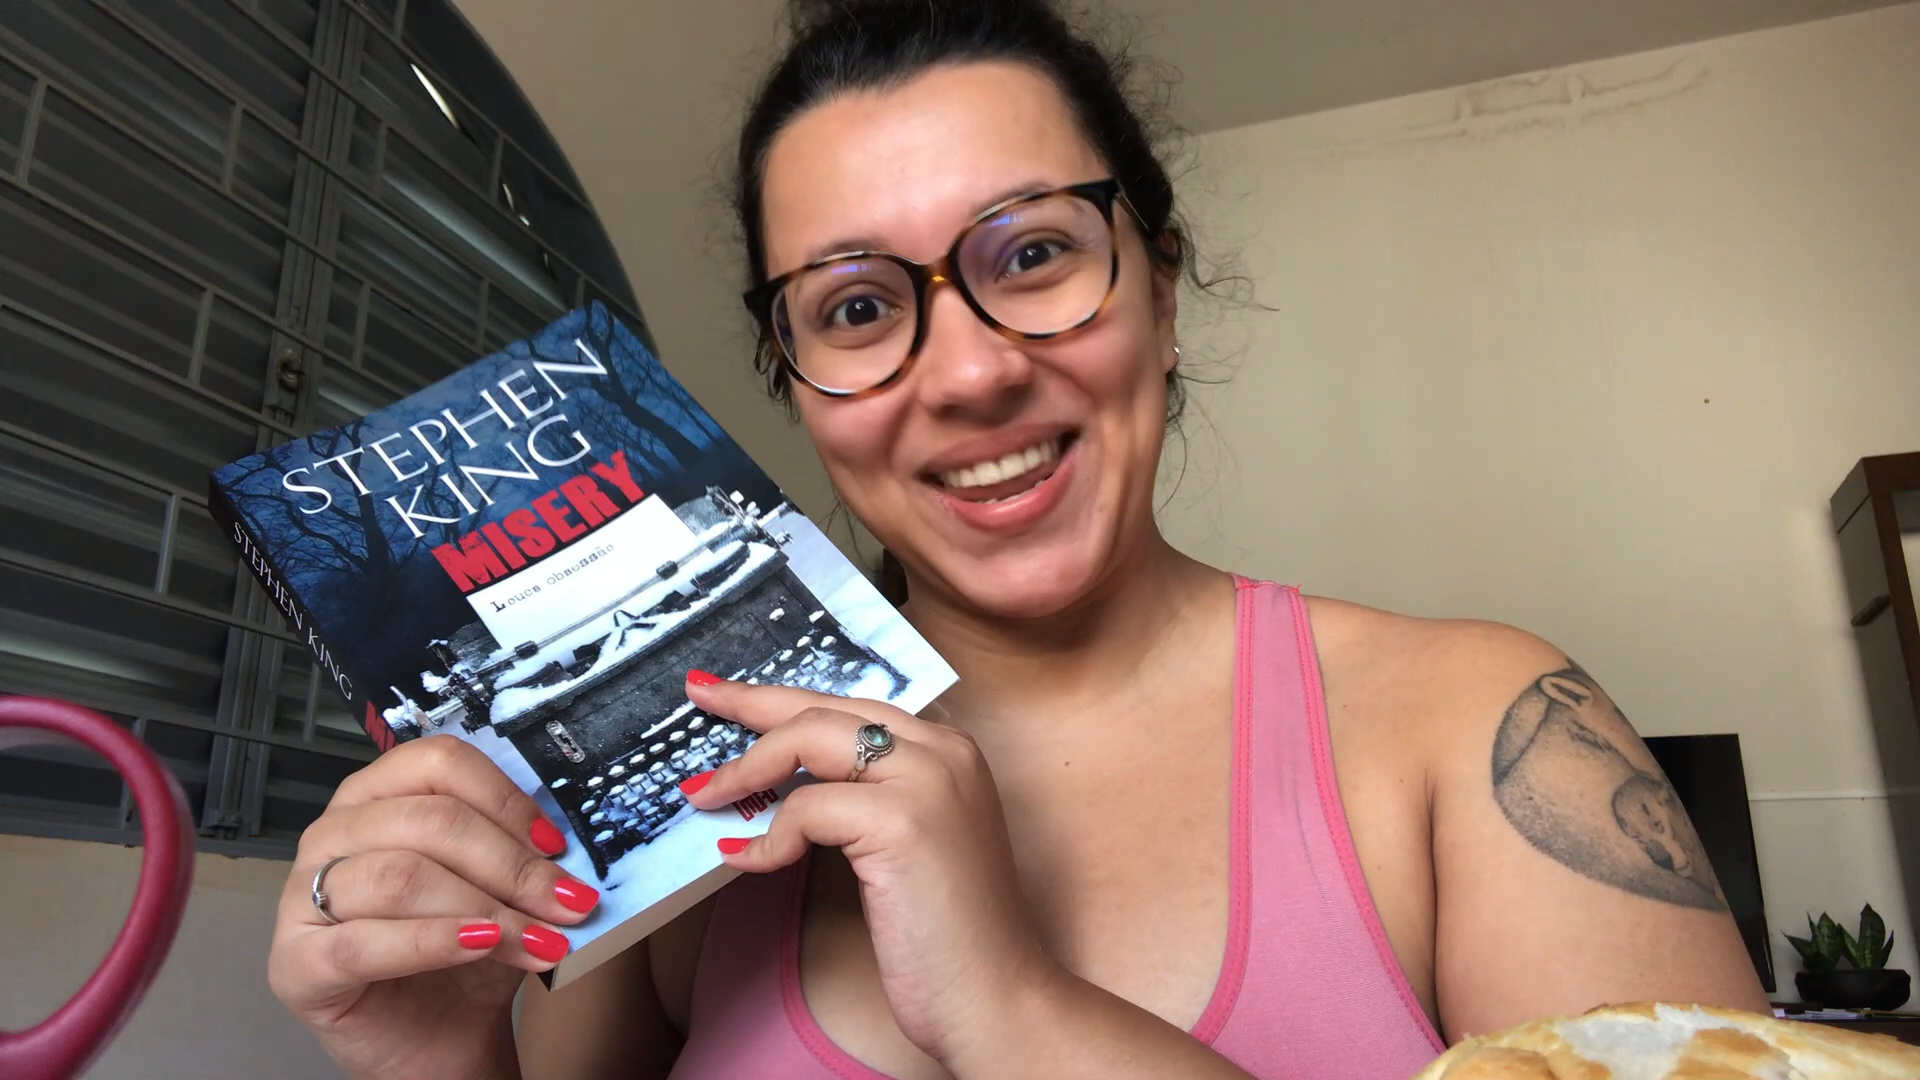 STEPHEN
KING
MISERY
Louca obsessão
STEPHEN KING